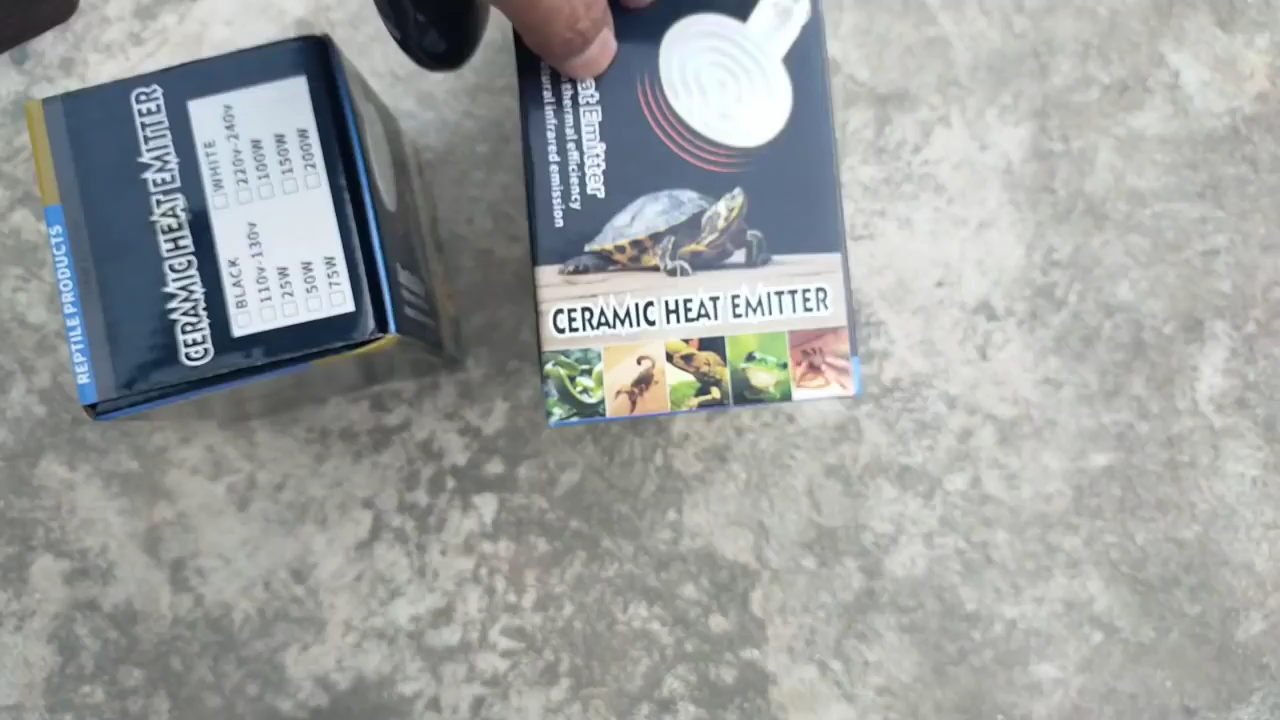 REPTILE PRODUCTS
CERAMIC HEAT EMITTER
BLACK WHITE
110v-130v 220v-240v
25W 100W
50W 150W
75W 200W
Emitter
thermal efficiency
infrared emission
CERAMIC HEAT EMITTER